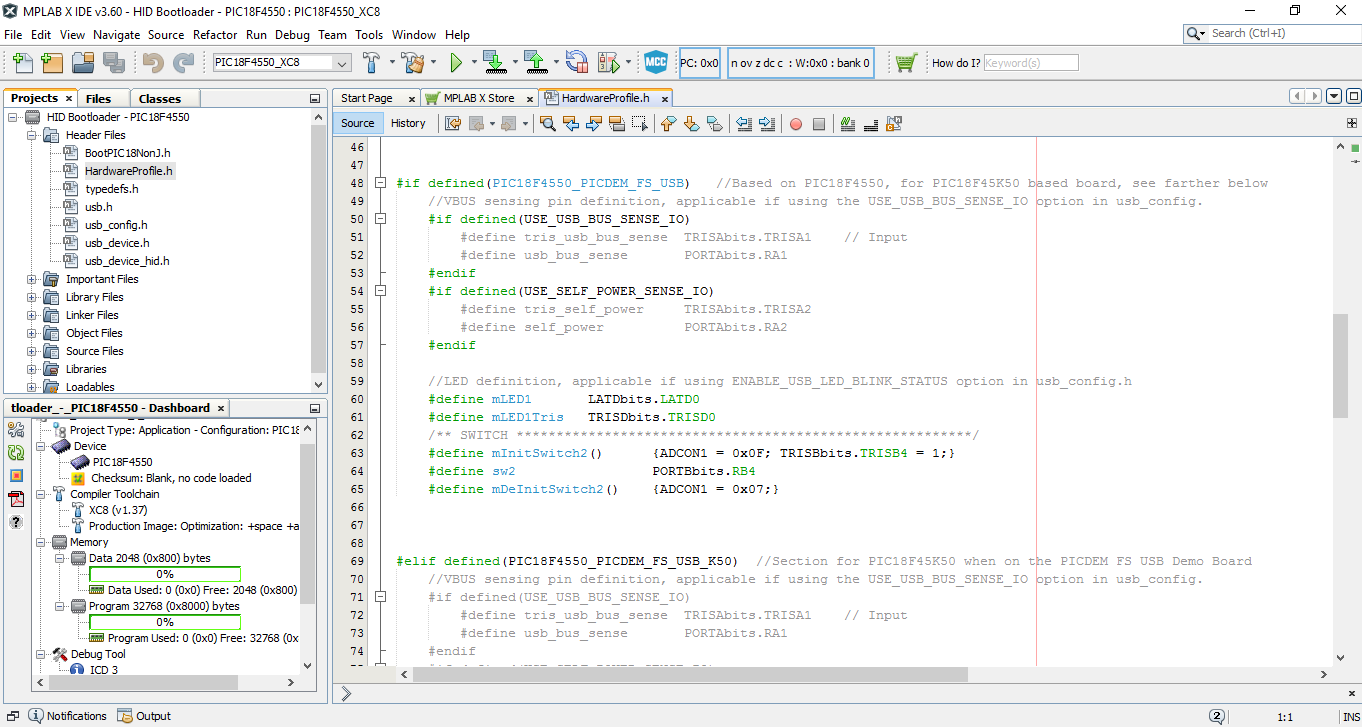 MPLAB X IDE v3.60 - HID Bootloader - PIC18F4550 : PIC18F4550_XC8
File Edit View Navigate Source Refactor Run Debug Team Tools Window Help
Search (Ctrl+I)
PIC18F4550_XC8
MCC
PC: 0x0
n ov z dc c : W:0x0 : bank 0
How do I?
Keyword(s)
Projects
Files
Classes
HID Bootloader - PIC18F4550
Header Files
BootPIC18NonJ.h
HardwareProfile.h
typedefs.h
usb.h
usb_config.h
usb_device.h
usb_device_hid.h
Important Files
Library Files
Linker Files
Object Files
Source Files
Libraries
Loadables
tloader_-_PIC18F4550 - Dashboard
Project Type: Application - Configuration: PIC18
Device
PIC18F4550
Checksum: Blank, no code loaded
Compiler Toolchain
XC8 (v1.37)
Production Image: Optimization: +space +a
Memory
Data 2048 (0x800) bytes
0%
Data Used: 0 (0x0) Free: 2048 (0x800)
Program 32768 (0x8000) bytes
0%
Program Used: 0 (0x0) Free: 32768 (0x
Debug Tool
ICD 3
Start Page
MPLAB X Store
HardwareProfile.h
Source
History
46
47
48 #if defined(PIC18F4550_PICDEM_FS_USB) //Based on PIC18F4550, for PIC18F45K50 based board, see farther below
49 //VBUS sensing pin definition, applicable if using the USE_USB_BUS_SENSE_IO option in usb_config.
50 #if defined(USE_USB_BUS_SENSE_IO)
51 #define tris_usb_bus_sense TRISAbits.TRISA1 // Input
52 #define usb_bus_sense PORTAbits.RA1
53 #endif
54 #if defined(USE_SELF_POWER_SENSE_IO)
55 #define tris_self_power TRISAbits.TRISA2
56 #define self_power PORTAbits.RA2
57 #endif
58
59 //LED definition, applicable if using ENABLE_USB_LED_BLINK_STATUS option in usb_config.h
60 #define mLED1 LATDbits.LATD0
61 #define mLED1Tris TRISDbits.TRISD0
62 /** SWITCH *********************************************************/
63 #define mInitSwitch2() {ADCON1 = 0x0F; TRISBbits.TRISB4 = 1;}
64 #define sw2 PORTBbits.RB4
65 #define mDeInitSwitch2() {ADCON1 = 0x07;}
66
67
68
69 #elif defined(PIC18F4550_PICDEM_FS_USB_K50) //Section for PIC18F45K50 when on the PICDEM FS USB Demo Board
70 //VBUS sensing pin definition, applicable if using the USE_USB_BUS_SENSE_IO option in usb_config.
71 #if defined(USE_USB_BUS_SENSE_IO)
72 #define tris_usb_bus_sense TRISAbits.TRISA1 // Input
73 #define usb_bus_sense PORTAbits.RA1
74 #endif
Notifications
Output
2
1:1
INS